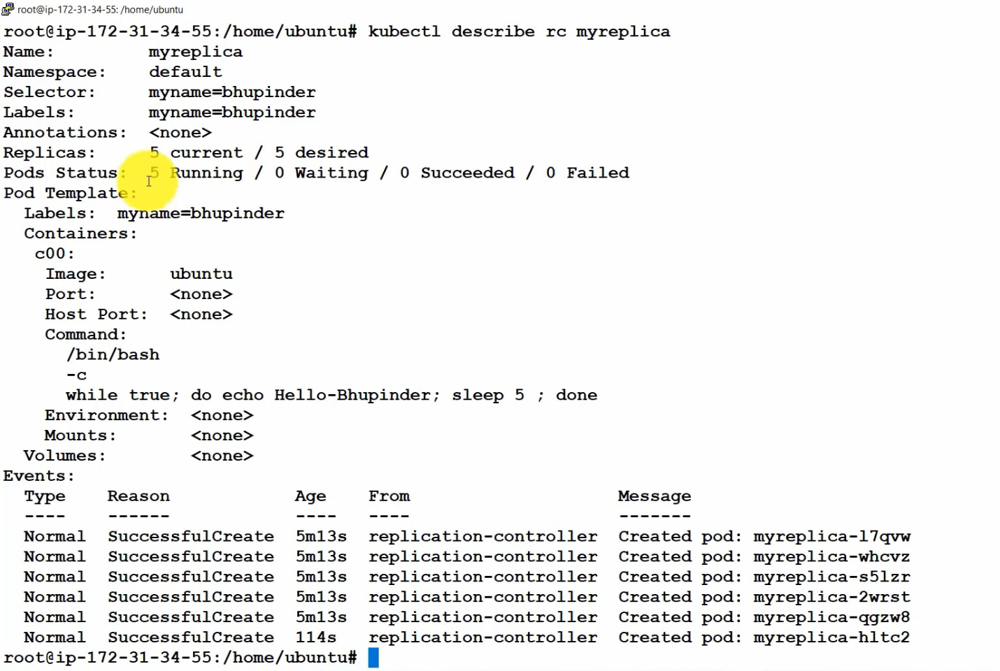 root@ip-172-31-34-55: /home/ubuntu
root@ip-172-31-34-55:/home/ubuntu# kubectl describe rc myreplica
Name:         myreplica
Namespace:    default
Selector:     myname=bhupinder
Labels:       myname=bhupinder
Annotations:  <none>
Replicas:     5 current / 5 desired
Pods Status:  5 Running / 0 Waiting / 0 Succeeded / 0 Failed
Pod Template:
  Labels:  myname=bhupinder
  Containers:
   c00:
    Image:      ubuntu
    Port:       <none>
    Host Port:  <none>
    Command:
      /bin/bash
      -c
      while true; do echo Hello-Bhupinder; sleep 5 ; done
    Environment:  <none>
    Mounts:       <none>
  Volumes:        <none>
Events:
  Type    Reason            Age   From                    Message
  ----    ------            ----  ----                    -------
  Normal  SuccessfulCreate  5m13s  replication-controller  Created pod: myreplica-l7qvw
  Normal  SuccessfulCreate  5m13s  replication-controller  Created pod: myreplica-whcvz
  Normal  SuccessfulCreate  5m13s  replication-controller  Created pod: myreplica-s5lzr
  Normal  SuccessfulCreate  5m13s  replication-controller  Created pod: myreplica-2wrst
  Normal  SuccessfulCreate  5m13s  replication-controller  Created pod: myreplica-qgzw8
  Normal  SuccessfulCreate  114s  replication-controller  Created pod: myreplica-hltc2
root@ip-172-31-34-55:/home/ubuntu#